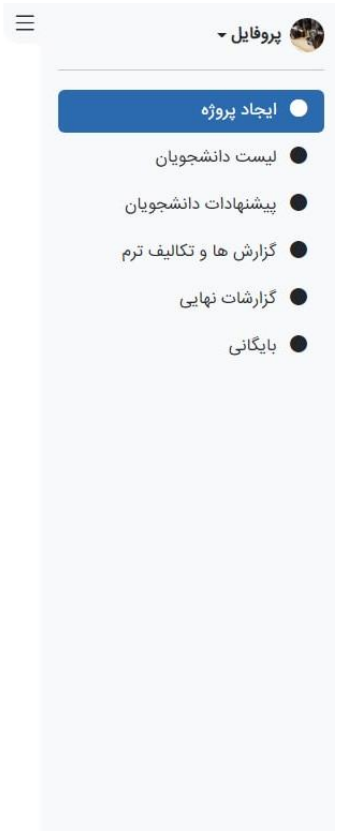 پروفایل
ایجاد پروژه
لیست دانشجویان
پیشنهادات دانشجویان
گزارش ها و تکالیف ترم
گزارشات نهایی
بایگانی